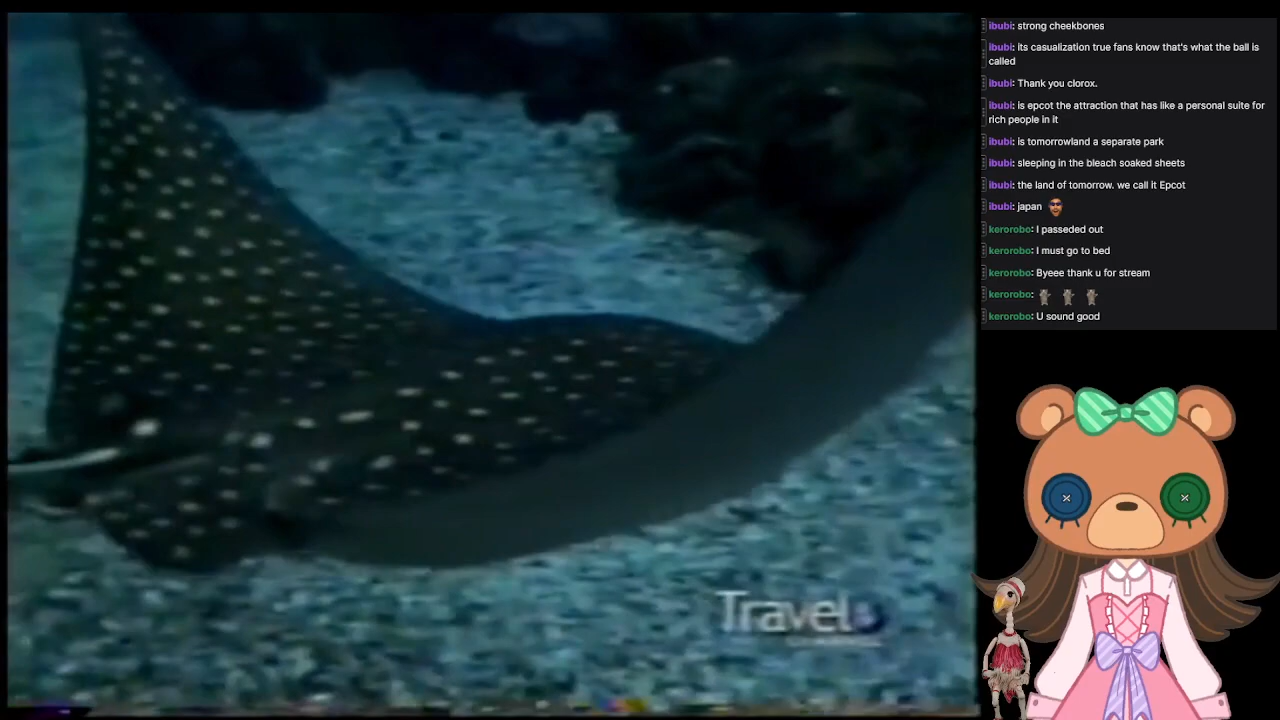 ibubi: strong cheekbones
ibubi: its casualization true fans know that's what the ball is
called
ibubi: Thank you clorox.
ibubi: is epcot the attraction that has like a personal suite for
rich people in it
ibubi: is tomorrowland a separate park
ibubi: sleeping in the bleach soaked sheets
ibubi: the land of tomorrow. we call it Epcot
ibubi: japan
kerorobo: I passeded out
kerorobo: I must go to bed
kerorobo: Byeee thank u for stream
kerorobo:
kerorobo: U sound good
Travel